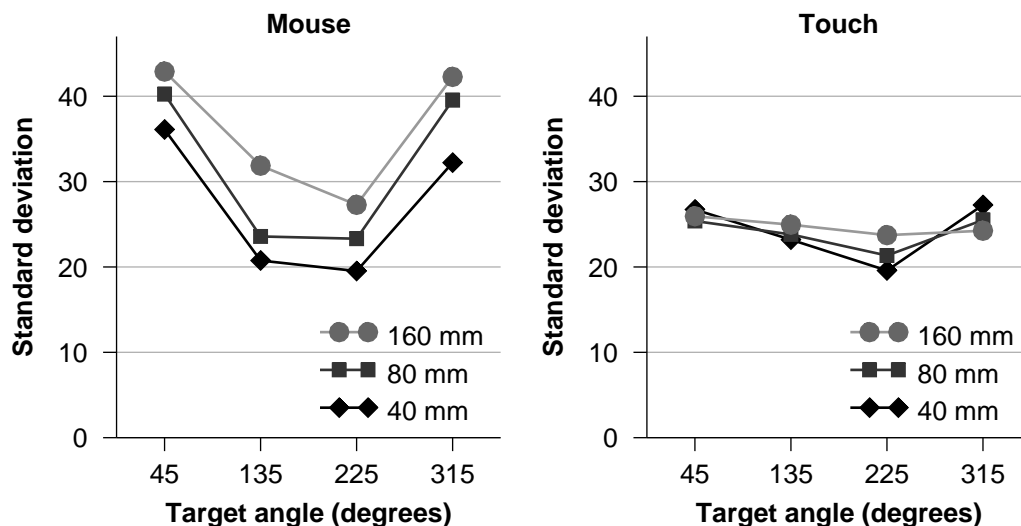 Mouse
Standard deviation
40
30
20
10
0
160 mm
80 mm
40 mm
45 135 225 315
Target angle (degrees)
Touch
Standard deviation
40
30
20
10
0
160 mm
80 mm
40 mm
45 135 225 315
Target angle (degrees)